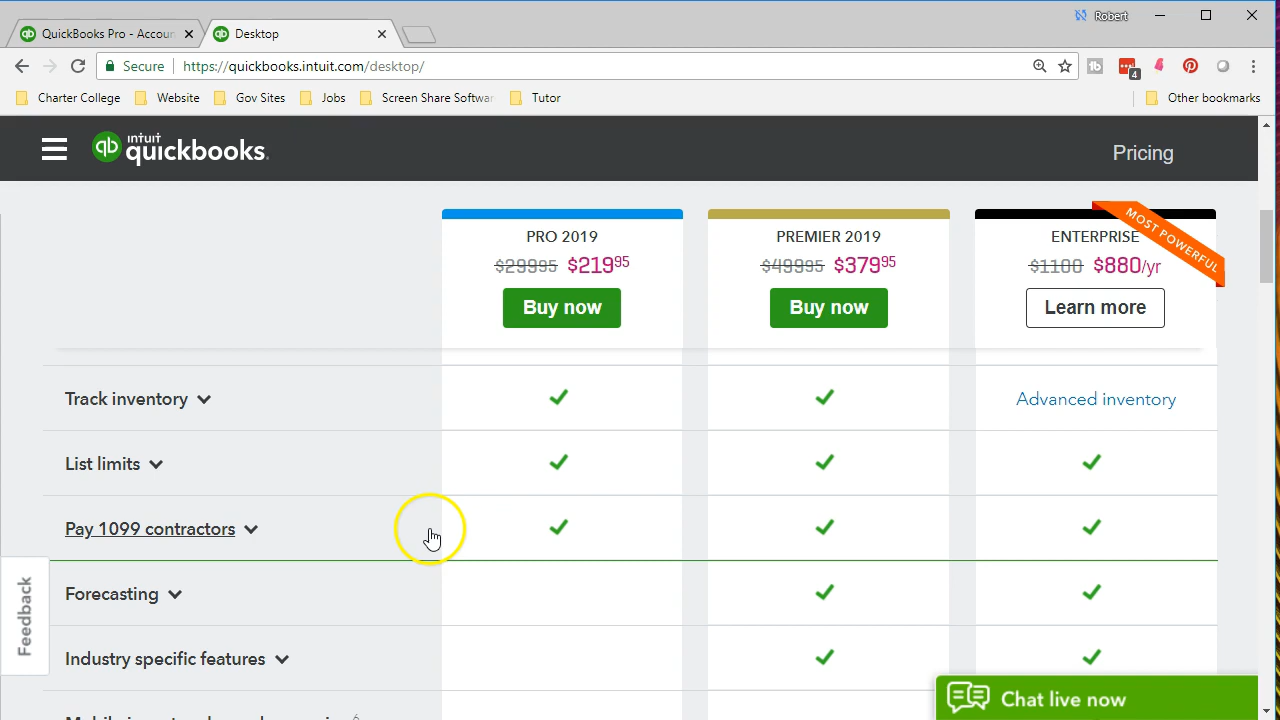 Robert
QuickBooks Pro - Accoun
Desktop
Secure https://quickbooks.intuit.com/desktop/
4
Charter College Website Gov Sites Jobs Screen Share Softwar Tutor Other bookmarks
intuit
quickbooks.
Pricing
MOST POWERFUL
PRO 2019 PREMIER 2019 ENTERPRISE
$29995 $21995 $49995 $37995 $1100 $880/yr
Buy now Buy now Learn more
Track inventory Advanced inventory
List limits
Pay 1099 contractors
Forecasting
Industry specific features
Feedback
Chat live now